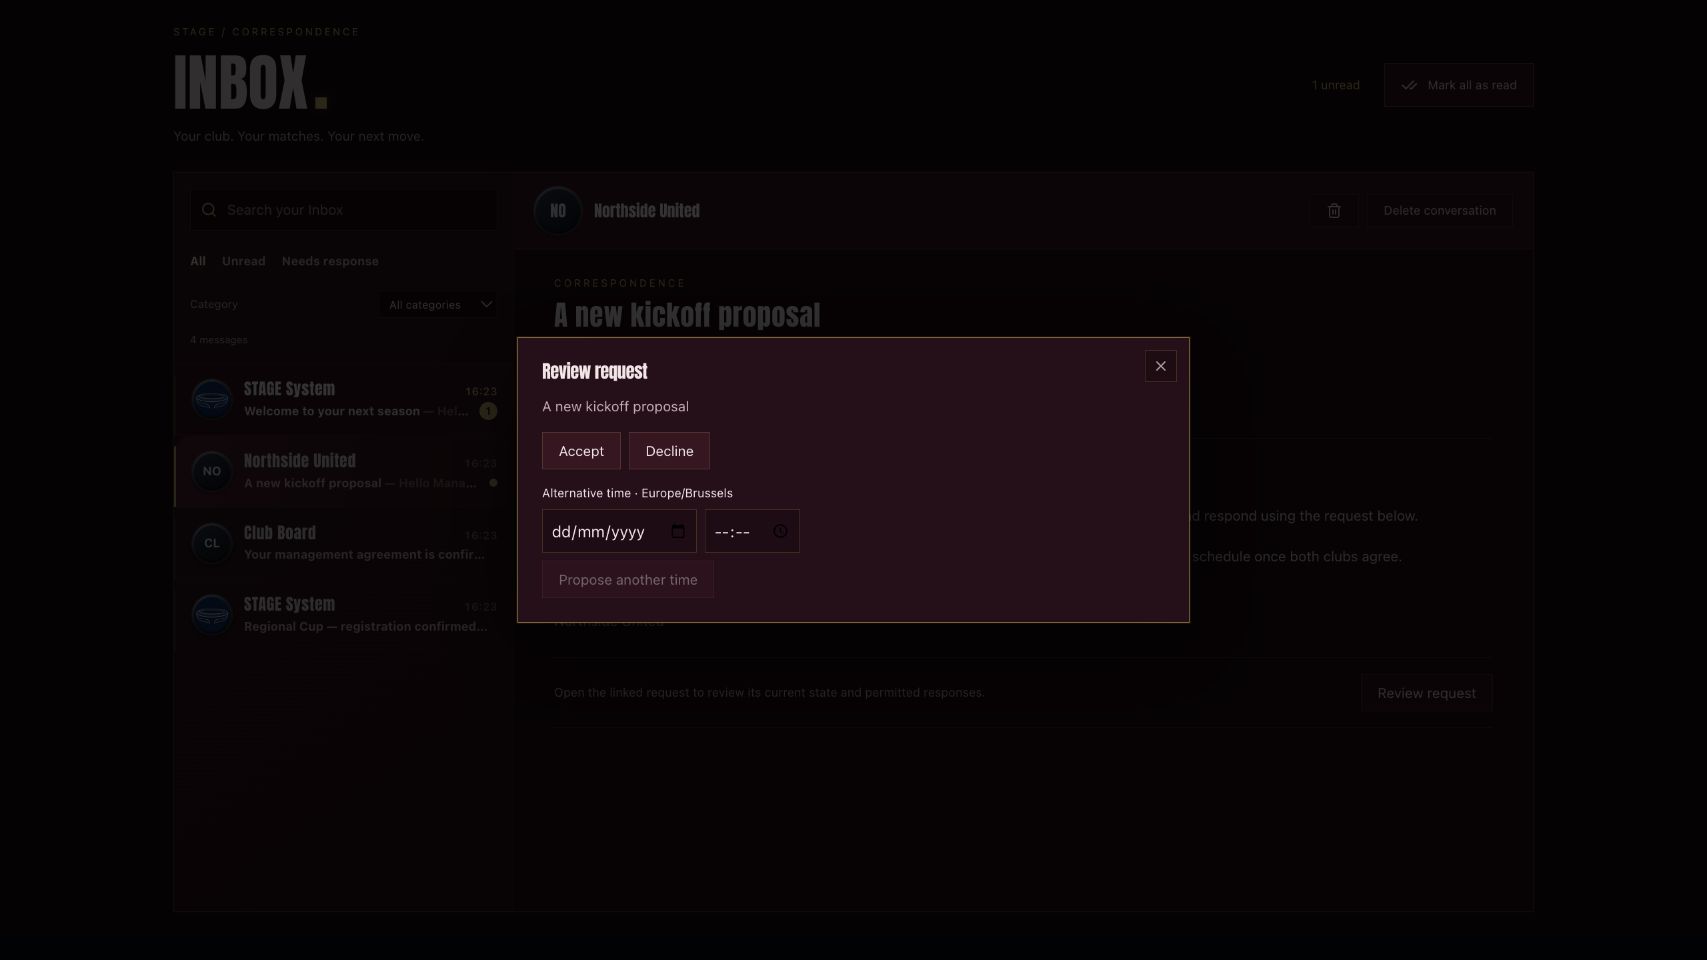 STAGE / CORRESPONDENCE
INBOX.
Your club. Your matches. Your next move.
1 unread
Mark all as read
Search your Inbox
All Unread Needs response
Category
All categories
4 messages
STAGE System 16:23
Welcome to your next season — Hel... 1
NO
Northside United 16:23
A new kickoff proposal — Hello Mana...
CL
Club Board 16:23
Your management agreement is confir...
STAGE System 16:23
Regional Cup — registration confirmed...
NO
Northside United
Delete conversation
CORRESPONDENCE
A new kickoff proposal
Review request
A new kickoff proposal
Accept Decline
Alternative time · Europe/Brussels
dd/mm/yyyy --:--
Propose another time
respond using the request below.
schedule once both clubs agree.
Northside United
Open the linked request to review its current state and permitted responses.
Review request